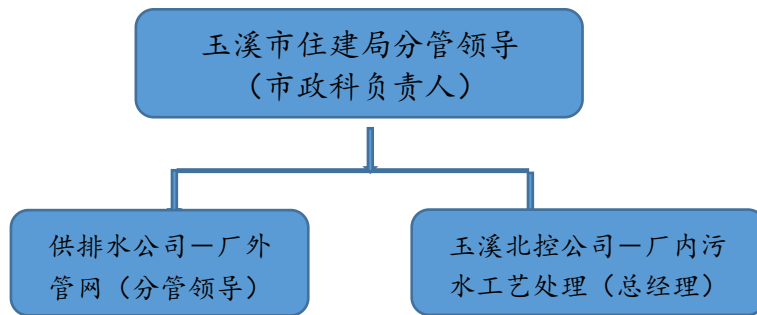 玉溪市住建局分管领导
（市政科负责人）
供排水公司－厂外
管网（分管领导）
玉溪北控公司－厂内污
水工艺处理（总经理）